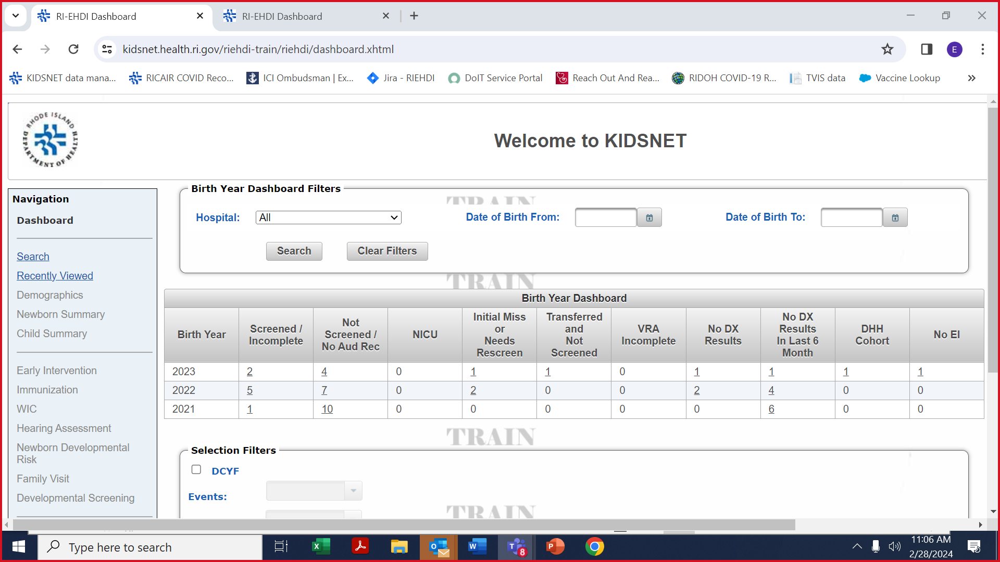 RI-EHDI Dashboard
RI-EHDI Dashboard
kidsnet.health.ri.gov/riehdi-train/riehdi/dashboard.xhtml
E
KIDSNET data mana...
RICAIR COVID Reco...
ICI Ombudsman | Ex...
Jira - RIEHDI
DoIT Service Portal
Reach Out And Rea...
RIDOH COVID-19 R...
TVIS data
Vaccine Lookup
RHODE ISLAND HEALTH
DEPARTMENT OF
Welcome to KIDSNET
Navigation
Dashboard
Search
Recently Viewed
Demographics
Newborn Summary
Child Summary
Early Intervention
Immunization
WIC
Hearing Assessment
Newborn Developmental
Risk
Family Visit
Developmental Screening
Birth Year Dashboard Filters
TRAIN
Hospital: All Date of Birth From: Date of Birth To:
Search Clear Filters
TRAIN
Birth Year Dashboard
Birth Year
Screened /
Incomplete
Not
Screened /
No Aud Rec
NICU
Initial Miss
or
Needs
Rescreen
Transferred
and
Not
Screened
VRA
Incomplete
No DX
Results
No DX
Results
In Last 6
Month
DHH
Cohort
No EI
2023 2 4 0 1 1 0 1 1 1 1
2022 5 7 0 2 0 0 2 4 0 0
2021 1 10 0 0 0 0 0 6 0 0
TRAIN
Selection Filters
DCYF
Events:
TRAIN
Type here to search
8
11:06 AM
2/28/2024